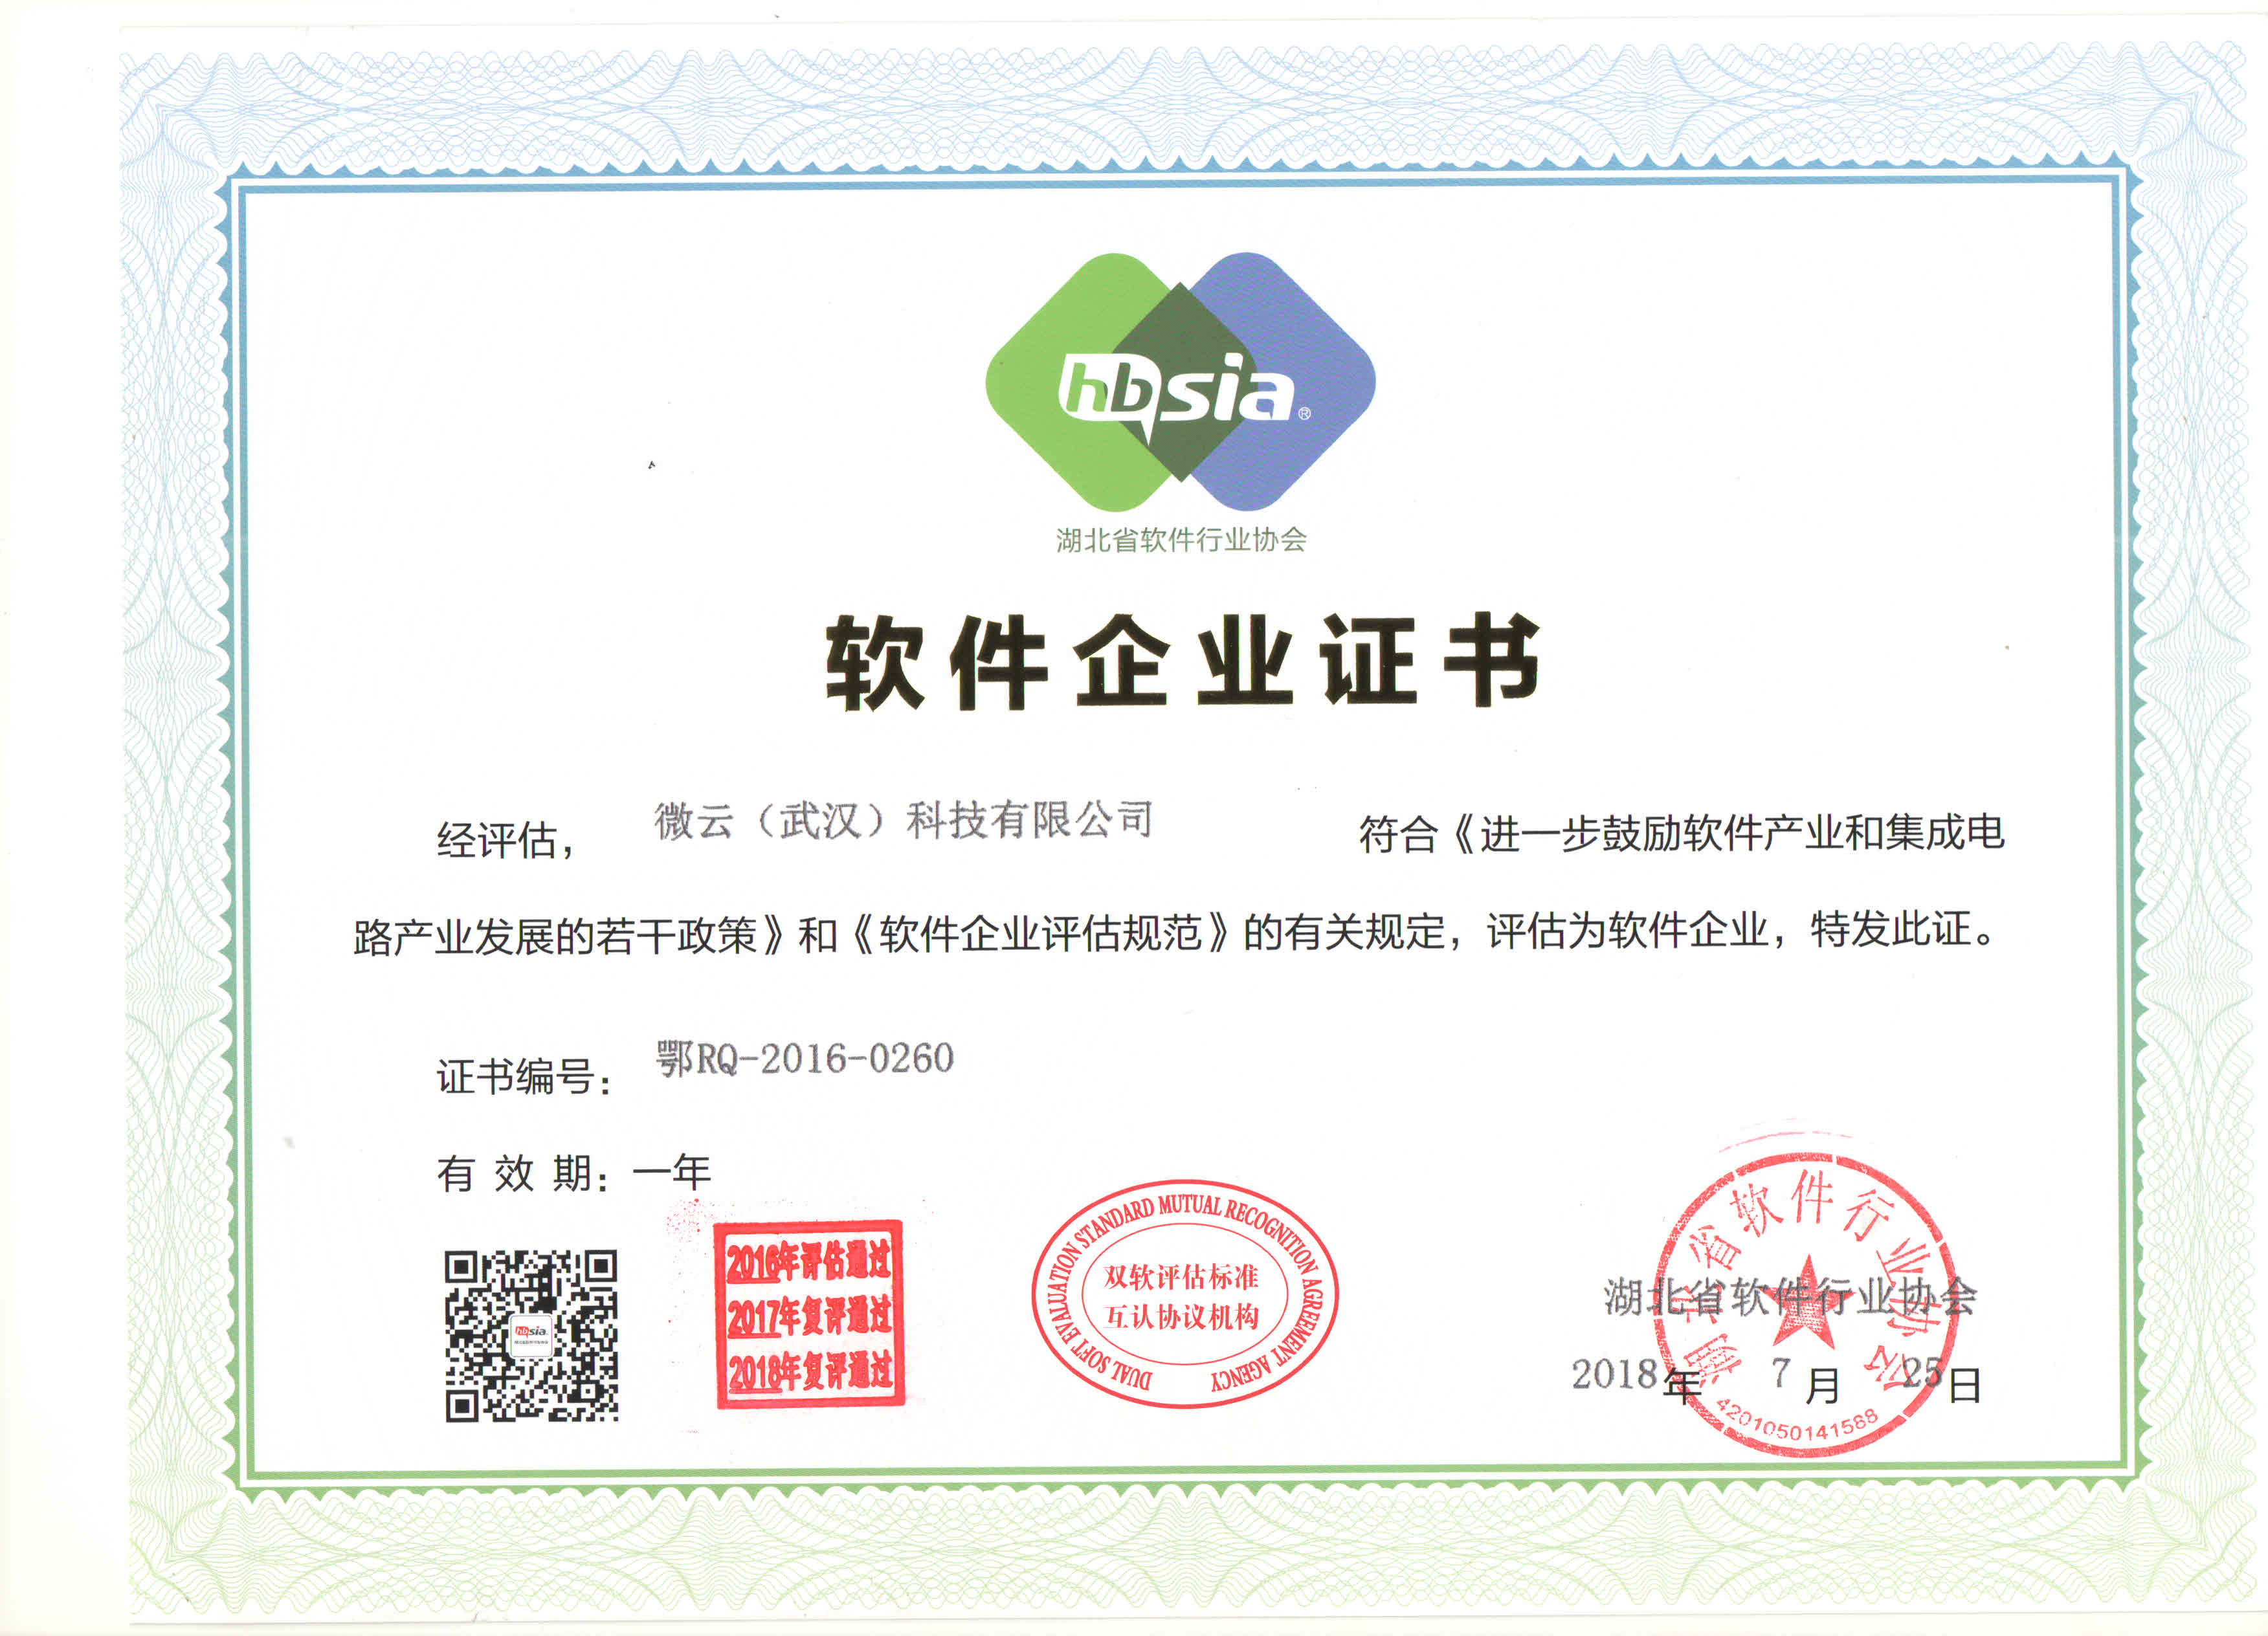 hbsia®
湖北省软件行业协会
软件企业证书
经评估， 微云（武汉）科技有限公司 符合《进一步鼓励软件产业和集成电
路产业发展的若干政策》和《软件企业评估规范》的有关规定，评估为软件企业，特发此证。
证书编号： 鄂RQ-2016-0260
有 效 期：一年
hbsia
2016年评估通过
2017年复评通过
2018年复评通过
DUAL SOFT EVALUATION STANDARD MUTUAL RECOGNITION AGREEMENT AGENCY
双软评估标准
互认协议机构
湖北省软件行业协会
湖北省软件行业协会
2018年 7 月 25日
4201050141588